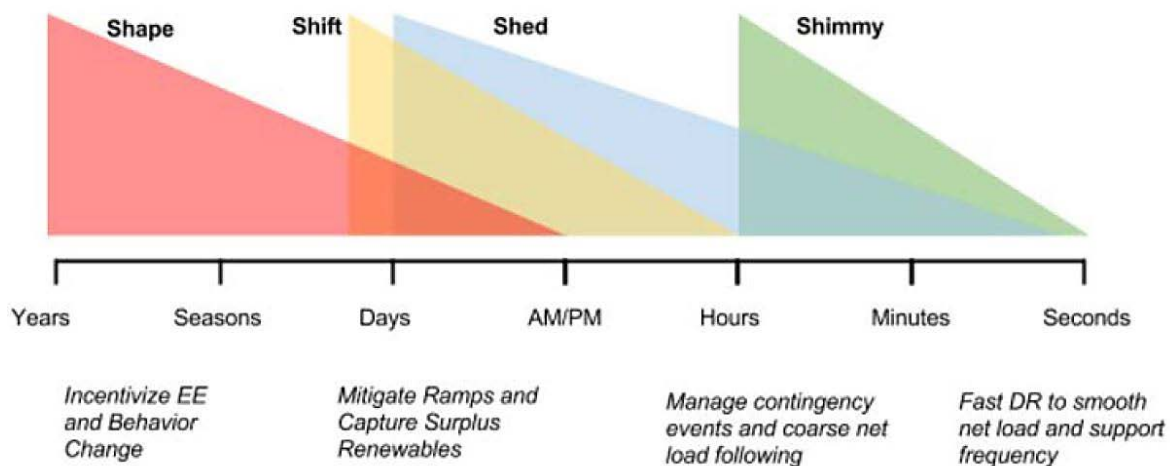 Shape
Shift
Shed
Shimmy
Years
Seasons
Days
AM/PM
Hours
Minutes
Seconds
Incentivize EE
and Behavior
Change
Mitigate Ramps and
Capture Surplus
Renewables
Manage contingency
events and coarse net
load following
Fast DR to smooth
net load and support
frequency